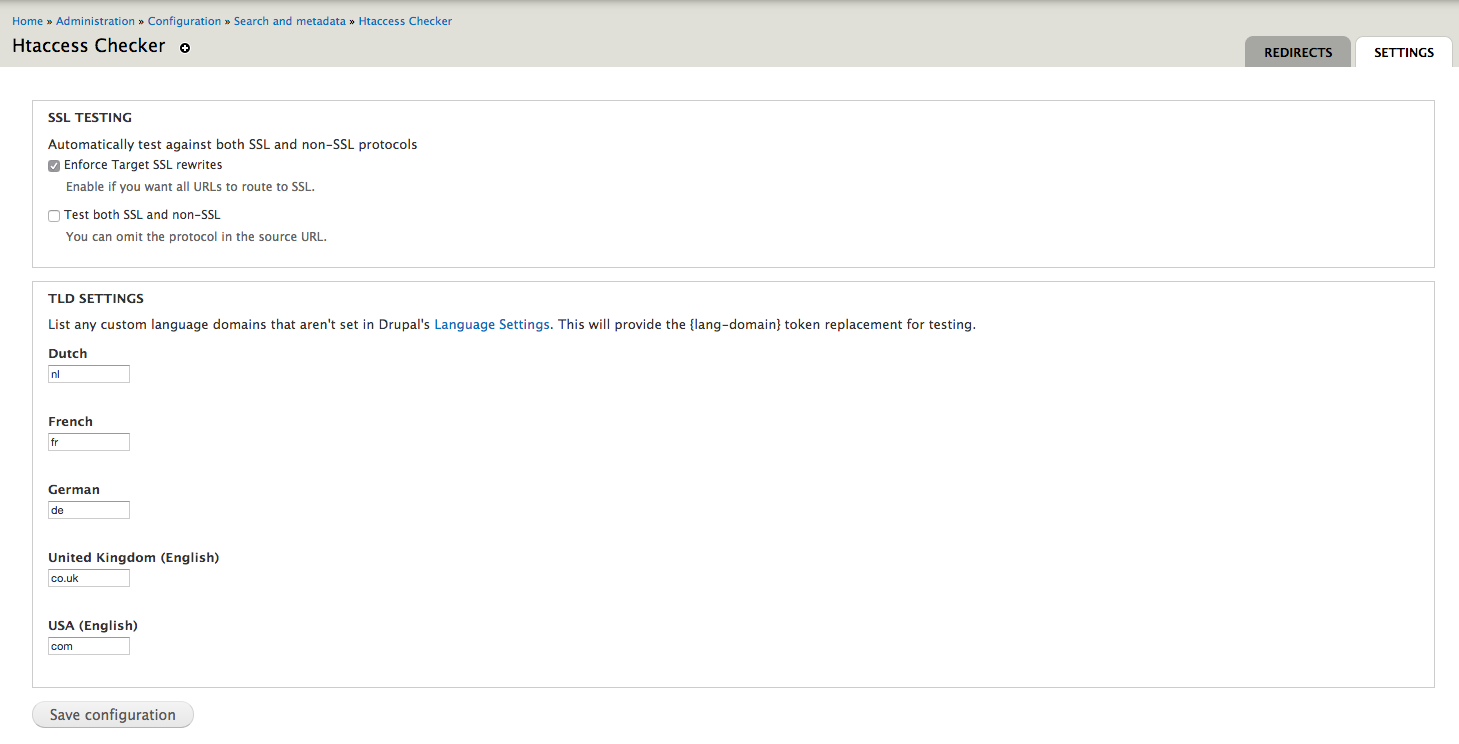 Home » Administration » Configuration » Search and metadata » Htaccess Checker
Htaccess Checker
REDIRECTS
SETTINGS
SSL TESTING
Automatically test against both SSL and non-SSL protocols
Enforce Target SSL rewrites
Enable if you want all URLs to route to SSL.
Test both SSL and non-SSL
You can omit the protocol in the source URL.
TLD SETTINGS
List any custom language domains that aren't set in Drupal's Language Settings. This will provide the {lang-domain} token replacement for testing.
Dutch
nl
French
fr
German
de
United Kingdom (English)
co.uk
USA (English)
com
Save configuration